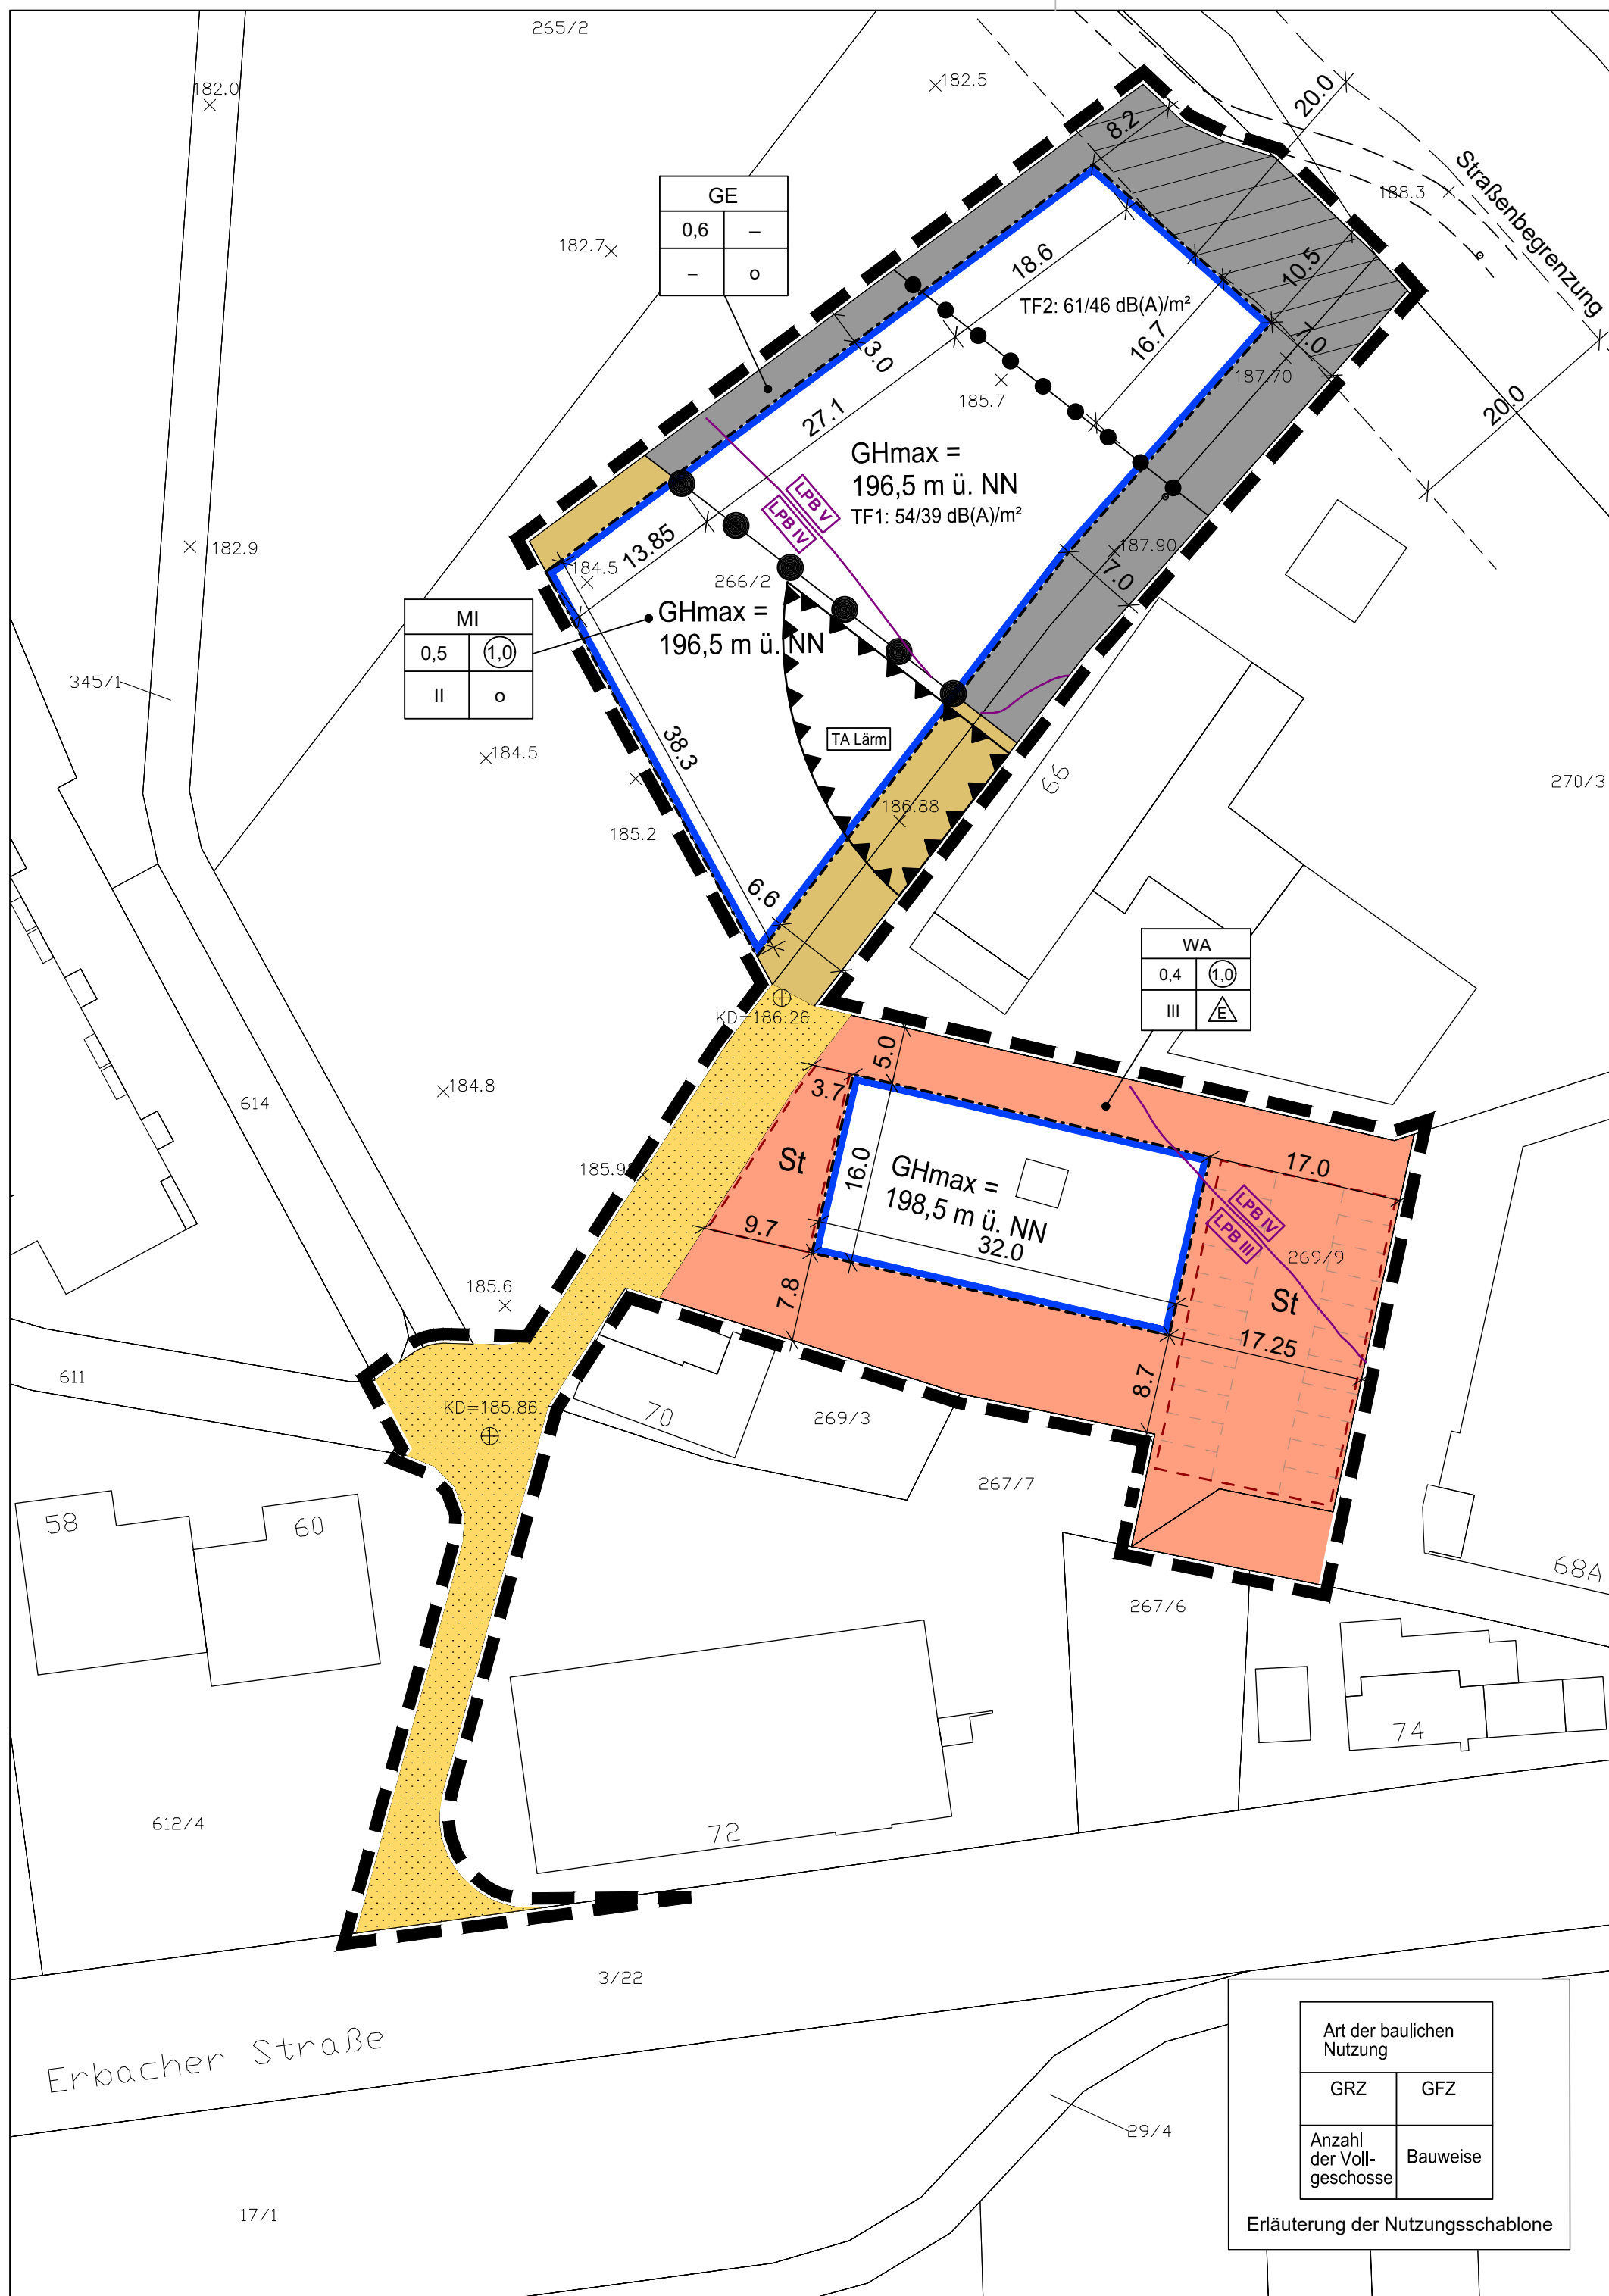 265/2
182.0
182.5
20.0
8.2
Straßenbegrenzung
188.3
GE
0,6 –
– o
182.7
18.6
10.5
TF2: 61/46 dB(A)/m²
16.7
7.0
3.0
187.70
185.7
20.0
27.1
GHmax =
196,5 m ü. NN
TF1: 54/39 dB(A)/m²
LPB V
LPB IV
13.85
182.9
187.90
184.5
266/2
7.0
MI
0,5 1,0
II o
GHmax =
196,5 m ü. NN
345/1
38.3
TA Lärm
184.5
66
270/3
186.88
185.2
6.6
WA
0,4 1,0
III E
KD=186.26
5.0
184.8
614
3.7
St
16.0
GHmax =
198,5 m ü. NN
32.0
17.0
185.9
LPB IV
LPB III
9.7
269/9
St
185.6
7.8
17.25
611
8.7
KD=185.86
70
269/3
267/7
58
60
68A
267/6
74
612/4
72
3/22
Erbacher Straße
Art der baulichen
Nutzung
GRZ GFZ
Anzahl
der Voll-
geschosse
Bauweise
29/4
17/1
Erläuterung der Nutzungsschablone